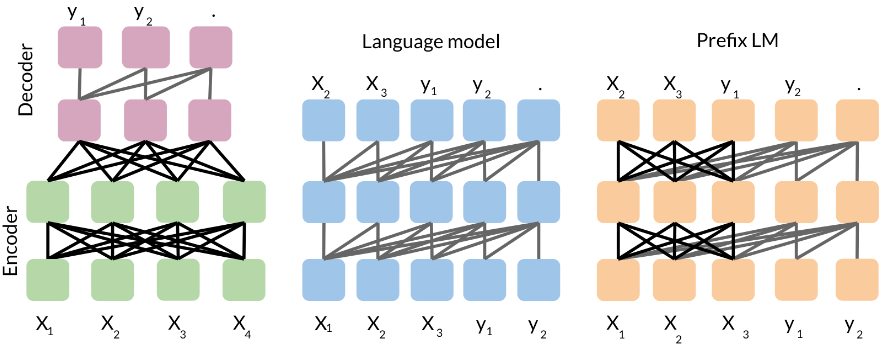 y1 y2 .
Decoder
Encoder
X1 X2 X3 X4
Language model
X2 X3 y1 y2 .
X1 X2 X3 y1 y2
Prefix LM
X2 X3 y1 y2 .
X1 X2 X3 y1 y2